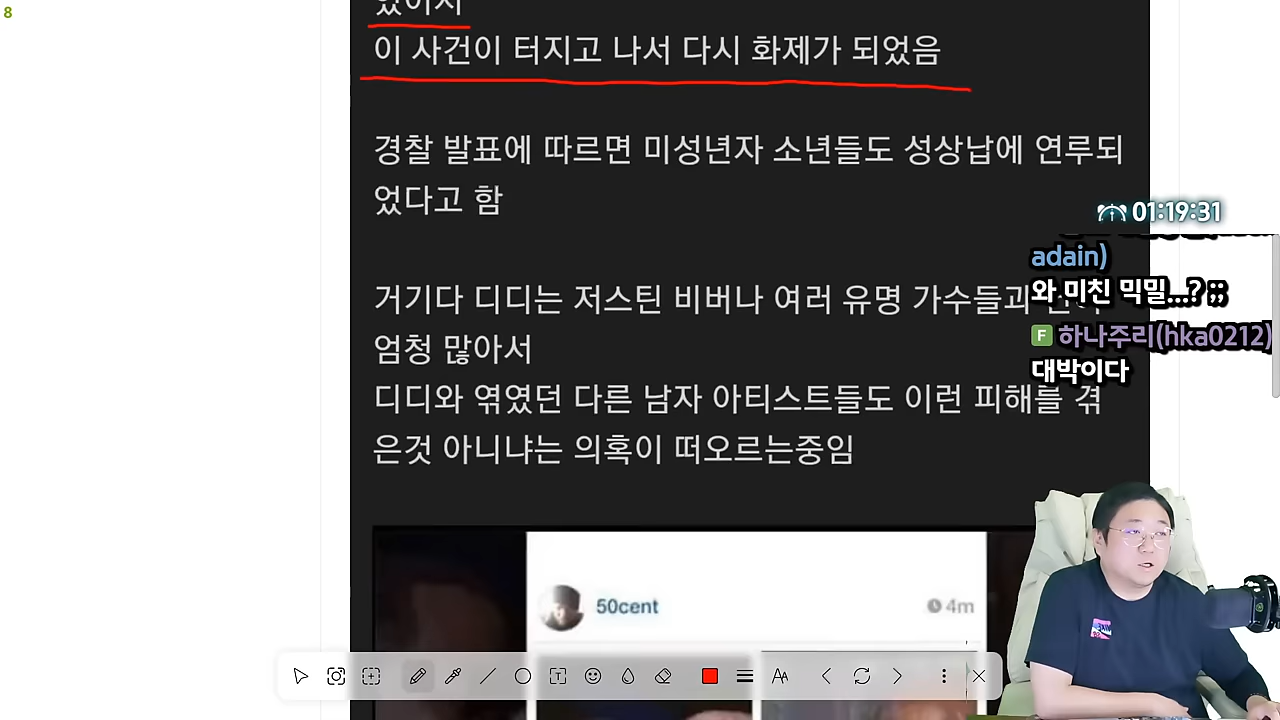 8
이 사건이 터지고 나서 다시 화제가 되었음
경찰 발표에 따르면 미성년자 소년들도 성상납에 연루되
었다고 함
거기다 디디는 저스틴 비버나 여러 유명 가수들과
엄청 많아서
디디와 엮였던 다른 남자 아티스트들도 이런 피해를 겪
은것 아니냐는 의혹이 떠오르는중임
50cent
4m
01:19:31
adain)
와 미친 믹밀...? ;;
F 하나주리(hka0212)
대박이다